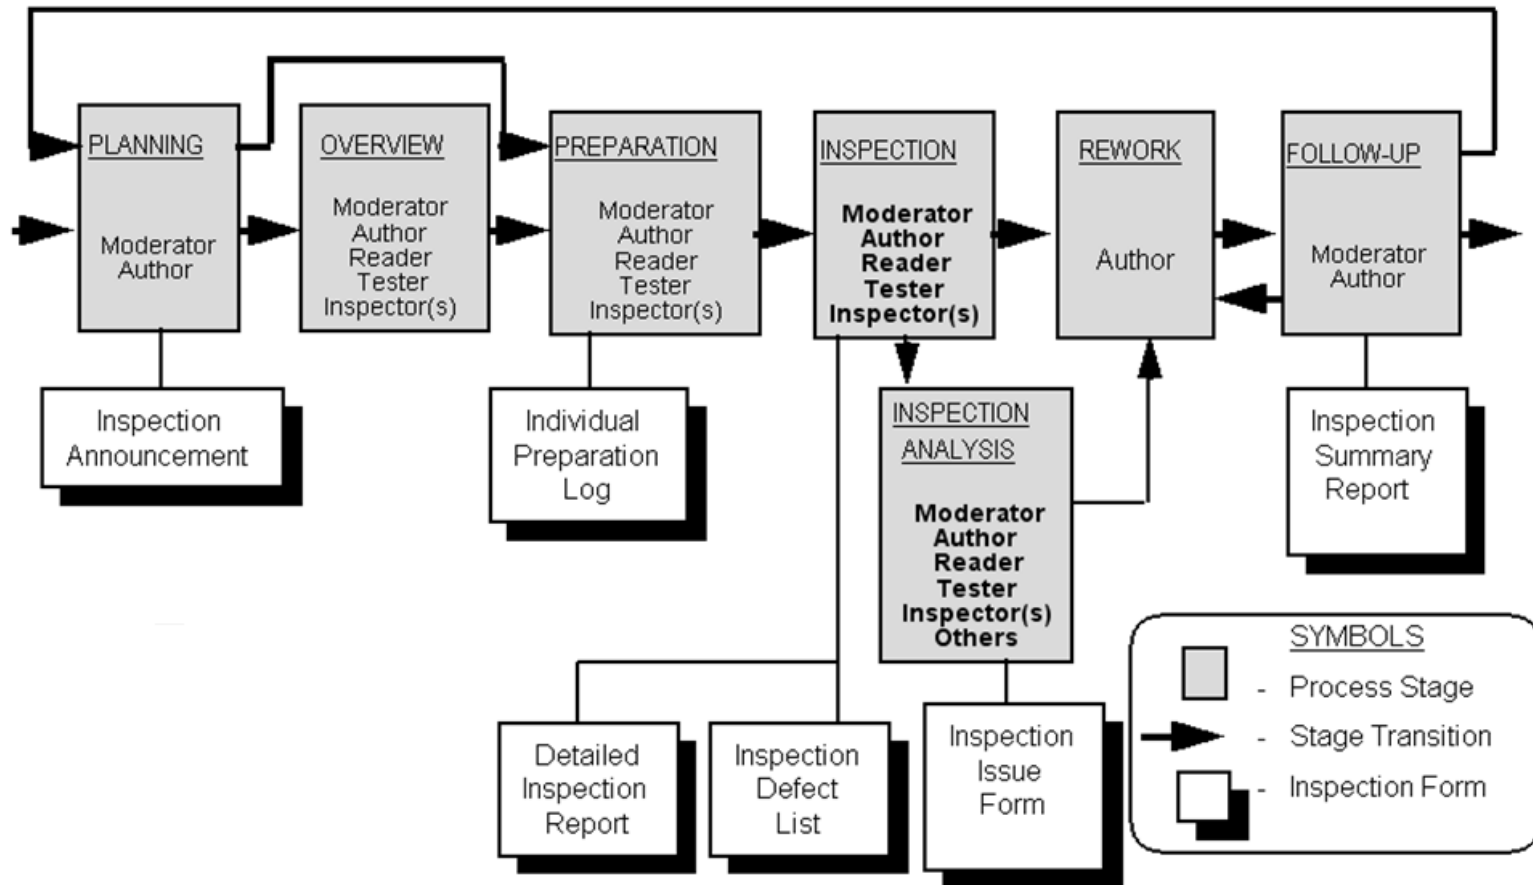 PLANNING
Moderator
Author
OVERVIEW
Moderator
Author
Reader
Tester
Inspector(s)
PREPARATION
Moderator
Author
Reader
Tester
Inspector(s)
INSPECTION
Moderator
Author
Reader
Tester
Inspector(s)
REWORK
Author
FOLLOW-UP
Moderator
Author
Inspection
Announcement
Individual
Preparation
Log
INSPECTION
ANALYSIS
Moderator
Author
Reader
Tester
Inspector(s)
Others
Inspection
Summary
Report
Detailed
Inspection
Report
Inspection
Defect
List
Inspection
Issue
Form
SYMBOLS
- Process Stage
- Stage Transition
- Inspection Form